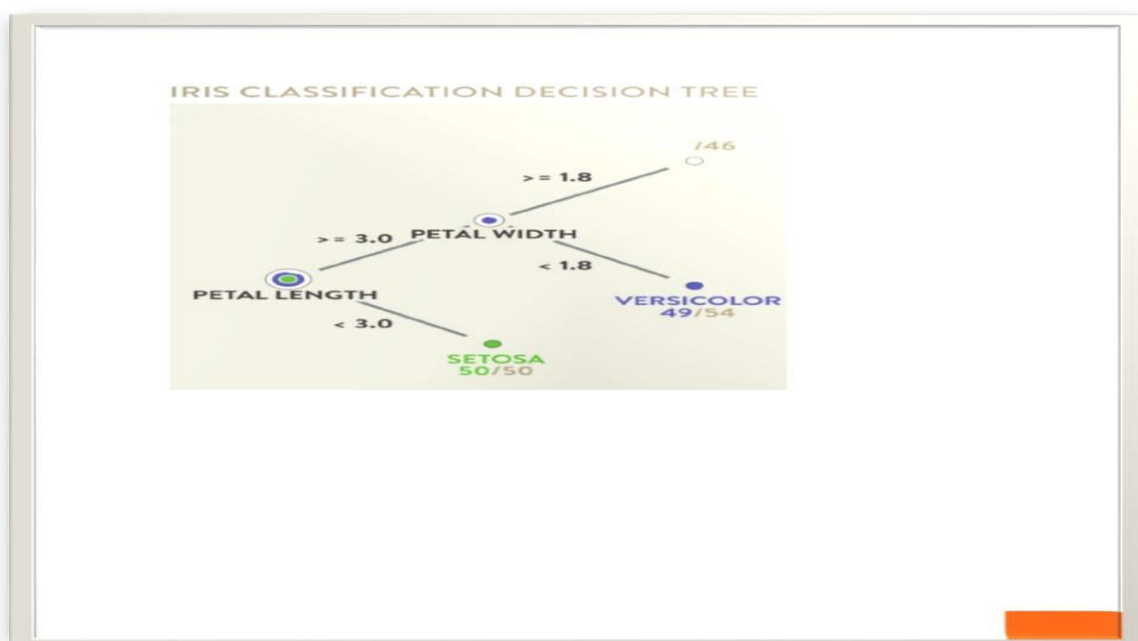 IRIS CLASSIFICATION DECISION TREE
/46
>= 1.8
>= 3.0
PETAL WIDTH
< 1.8
PETAL LENGTH
VERSICOLOR
49/54
< 3.0
SETOSA
50/50